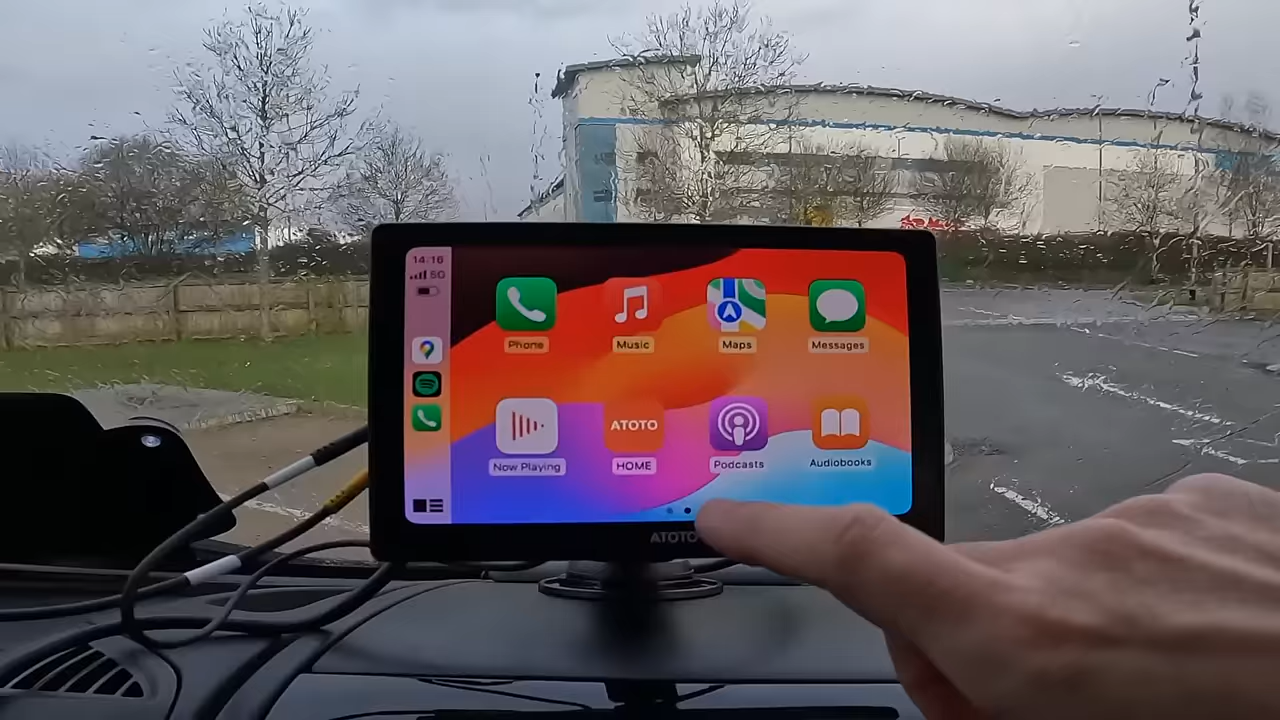 14:16
5G
Phone
Music
Maps
Messages
ATOTO
Now Playing
HOME
Podcasts
Audiobooks
ATOTO